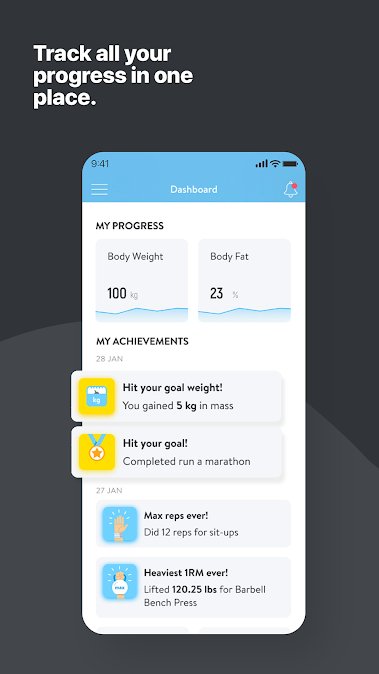 Track all your
progress in one
place.
9:41
Dashboard
MY PROGRESS
Body Weight
Body Fat
100 kg
23 %
MY ACHIEVEMENTS
28 JAN
kg
Hit your goal weight!
You gained 5 kg in mass
Hit your goal!
Completed run a marathon
27 JAN
Max reps ever!
Did 12 reps for sit-ups
max
Heaviest 1RM ever!
Lifted 120.25 lbs for Barbell
Bench Press